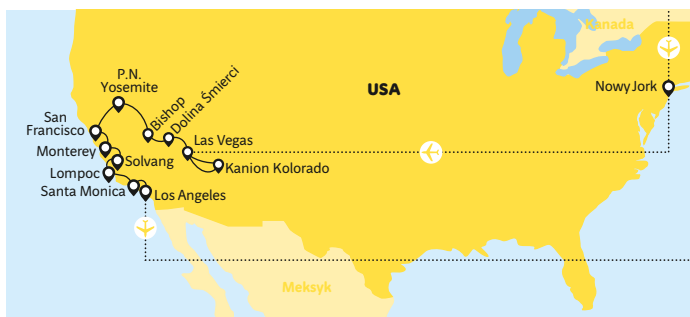 Kanada
USA
Nowy Jork
P.N.
Yosemite
Bishop
Dolina Śmierci
San
Francisco
Las Vegas
Monterey
Solvang
Kanion Kolorado
Lompoc
Santa Monica
Los Angeles
Meksyk